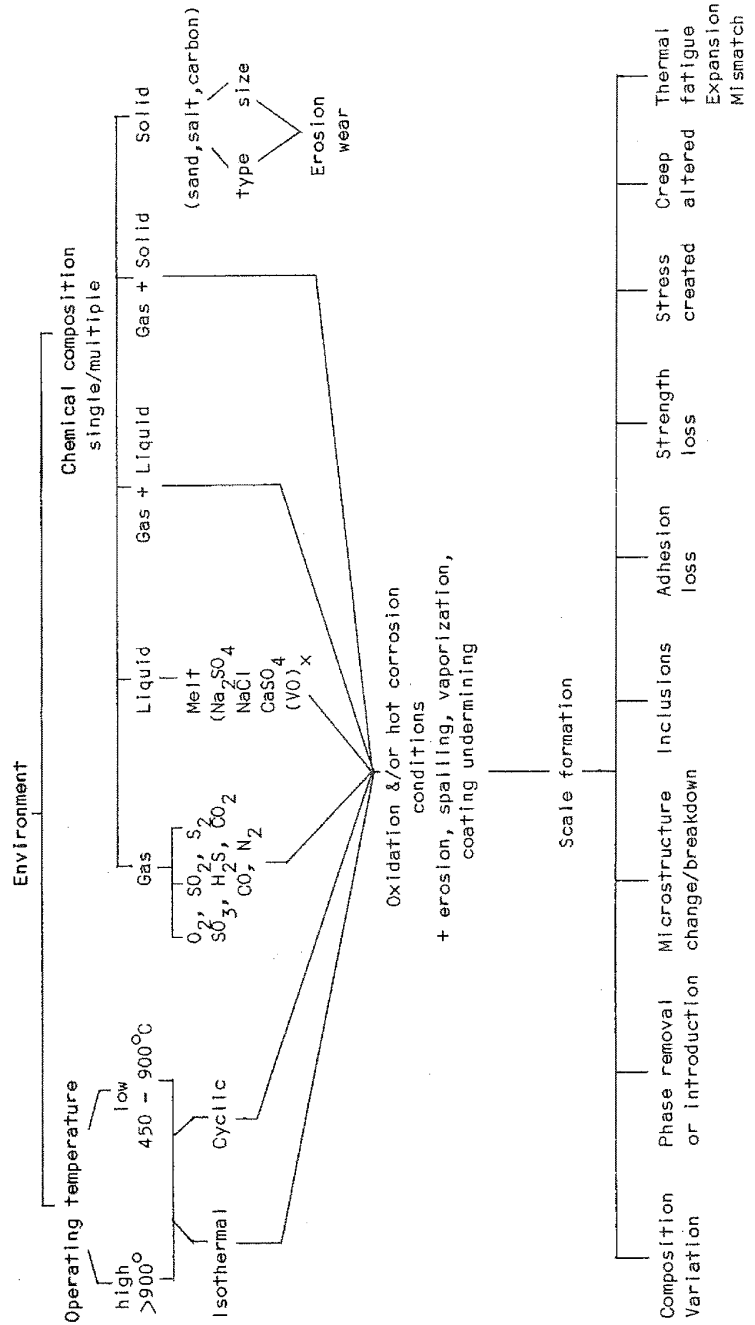 Environment
Operating temperature
high low
>900° 450 - 900°C
Isothermal Cyclic
Chemical composition
single/multiple
Gas Liquid Gas + Liquid Gas + Solid Solid
O2, SO2, S2
SO3, H2S, CO2
CO, N2
Melt
(Na2SO4
NaCl
CaSO4
(VO)x
(sand,salt,carbon)
type size
Erosion
wear
Oxidation &/or hot corrosion
conditions
+ erosion, spalling, vaporization,
coating undermining
Scale formation
Composition
Variation
Phase removal
or introduction
Microstructure
change/breakdown
Inclusions
Adhesion
loss
Strength
loss
Stress
created
Creep
altered
Thermal
fatigue
Expansion
Mismatch